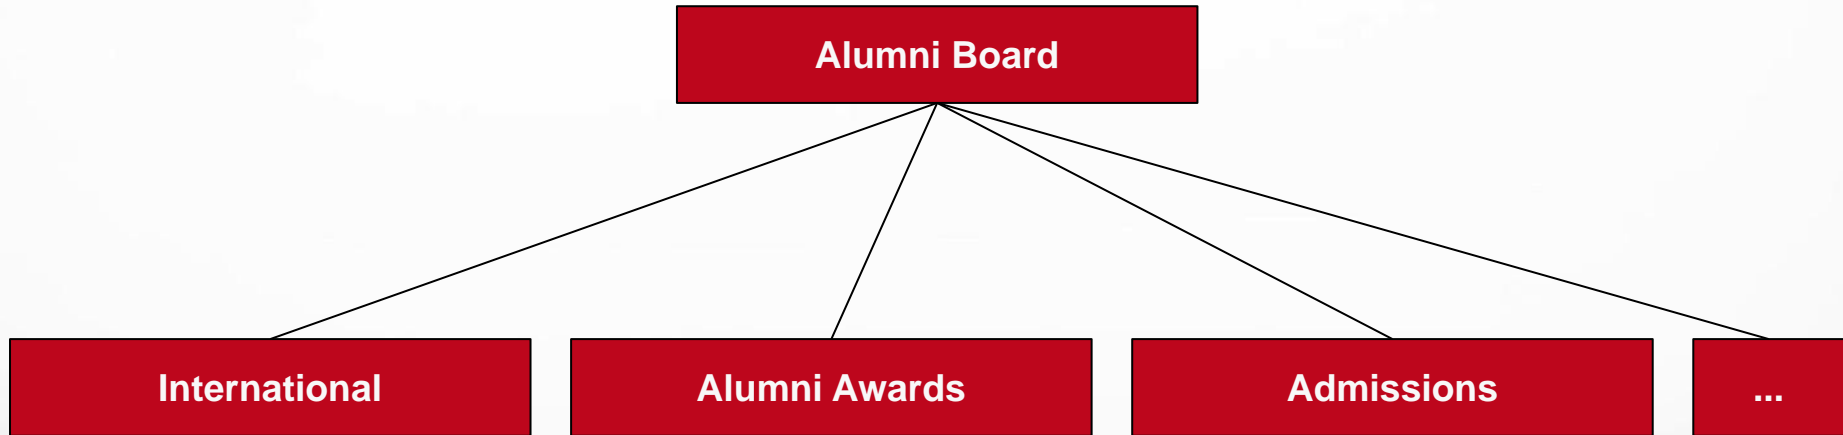 Alumni Board
International
Alumni Awards
Admissions
...